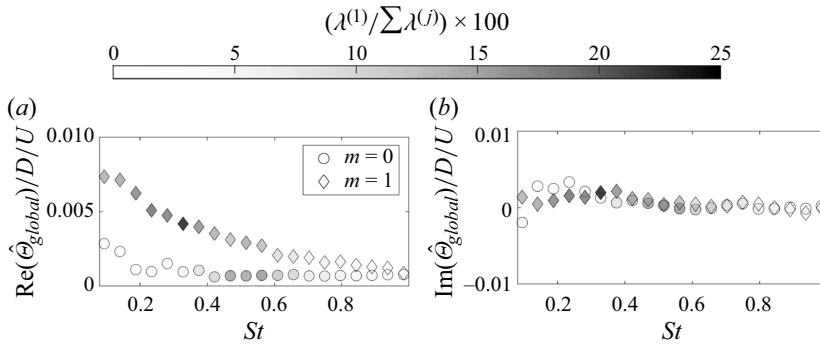 (λ⁽¹⁾/∑λ⁽ʲ⁾) × 100
0 5 10 15 20 25
(a) (b)
0.010 0.01
m = 0
m = 1
Re(Θ̂global)/D/U
0.005
0
Im(Θ̂global)/D/U
0
−0.01
0.2 0.4 0.6 0.8
0.2 0.4 0.6 0.8
St St